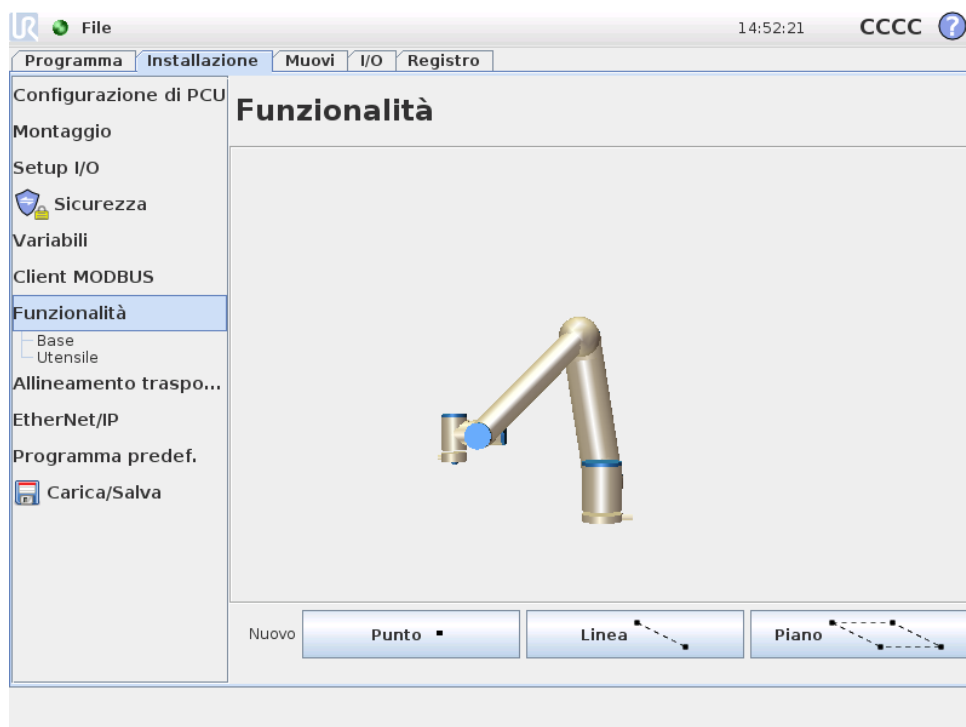 UR File 14:52:21 CCCC ?
Programma Installazione Muovi I/O Registro
Configurazione di PCU
Montaggio
Setup I/O
Sicurezza
Variabili
Client MODBUS
Funzionalità
Base
Utensile
Allineamento traspo...
EtherNet/IP
Programma predef.
Carica/Salva
Funzionalità
Nuovo Punto Linea Piano